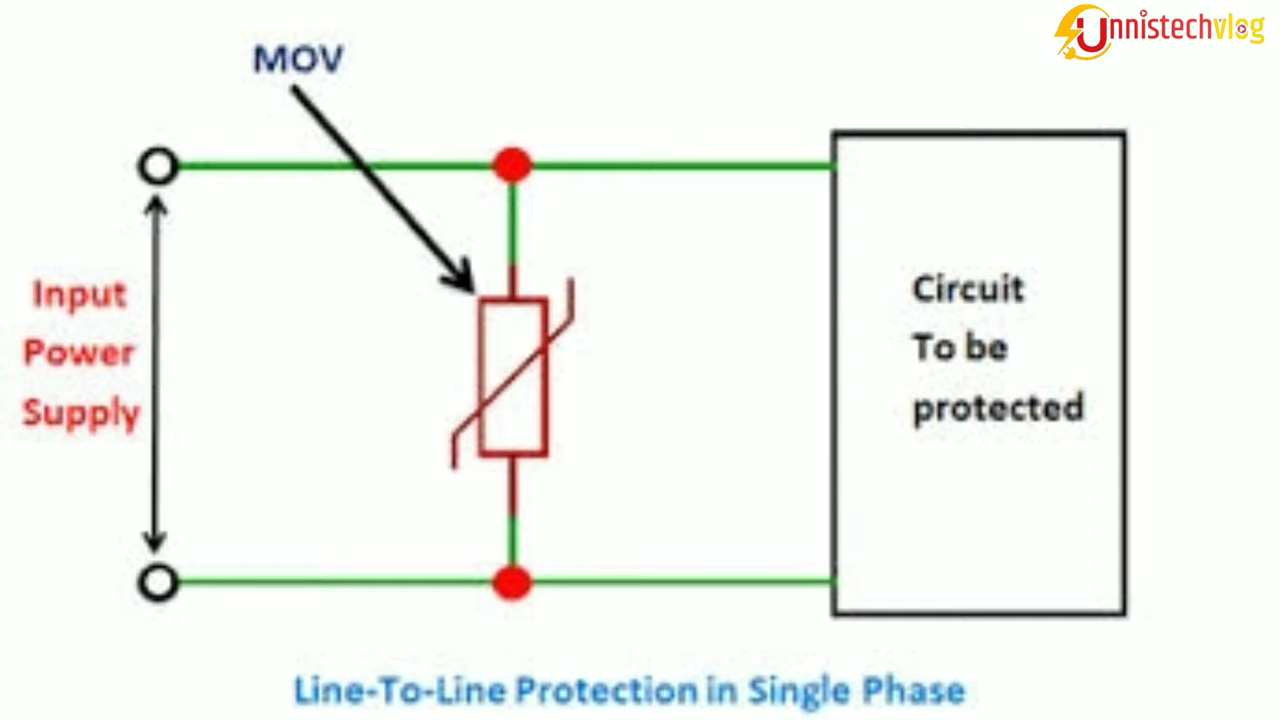 Unnistechvlog
MOV
Input
Power
Supply
Circuit
To be
protected
Line-To-Line Protection in Single Phase